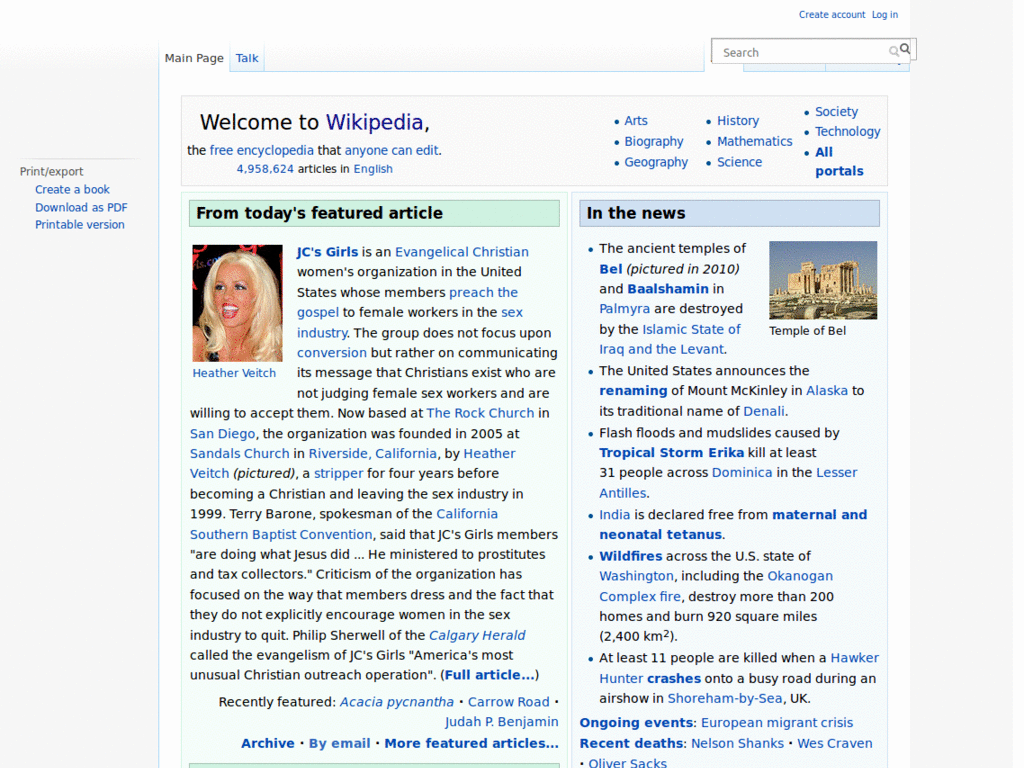 Create account Log in
Main Page Talk
Search
Welcome to Wikipedia,
the free encyclopedia that anyone can edit.
4,958,624 articles in English
Arts
Biography
Geography
History
Mathematics
Science
Society
Technology
All
portals
Print/export
Create a book
Download as PDF
Printable version
From today's featured article
JC's Girls is an Evangelical Christian
women's organization in the United
States whose members preach the
gospel to female workers in the sex
industry. The group does not focus upon
conversion but rather on communicating
its message that Christians exist who are
not judging female sex workers and are
Heather Veitch
willing to accept them. Now based at The Rock Church in
San Diego, the organization was founded in 2005 at
Sandals Church in Riverside, California, by Heather
Veitch (pictured), a stripper for four years before
becoming a Christian and leaving the sex industry in
1999. Terry Barone, spokesman of the California
Southern Baptist Convention, said that JC's Girls members
"are doing what Jesus did ... He ministered to prostitutes
and tax collectors." Criticism of the organization has
focused on the way that members dress and the fact that
they do not explicitly encourage women in the sex
industry to quit. Philip Sherwell of the Calgary Herald
called the evangelism of JC's Girls "America's most
unusual Christian outreach operation". (Full article...)
Recently featured: Acacia pycnantha · Carrow Road ·
Judah P. Benjamin
Archive · By email · More featured articles...
In the news
The ancient temples of
Bel (pictured in 2010)
and Baalshamin in
Palmyra are destroyed
by the Islamic State of
Iraq and the Levant.
Temple of Bel
The United States announces the
renaming of Mount McKinley in Alaska to
its traditional name of Denali.
Flash floods and mudslides caused by
Tropical Storm Erika kill at least
31 people across Dominica in the Lesser
Antilles.
India is declared free from maternal and
neonatal tetanus.
Wildfires across the U.S. state of
Washington, including the Okanogan
Complex fire, destroy more than 200
homes and burn 920 square miles
(2,400 km²).
At least 11 people are killed when a Hawker
Hunter crashes onto a busy road during an
airshow in Shoreham-by-Sea, UK.
Ongoing events: European migrant crisis
Recent deaths: Nelson Shanks · Wes Craven
· Oliver Sacks